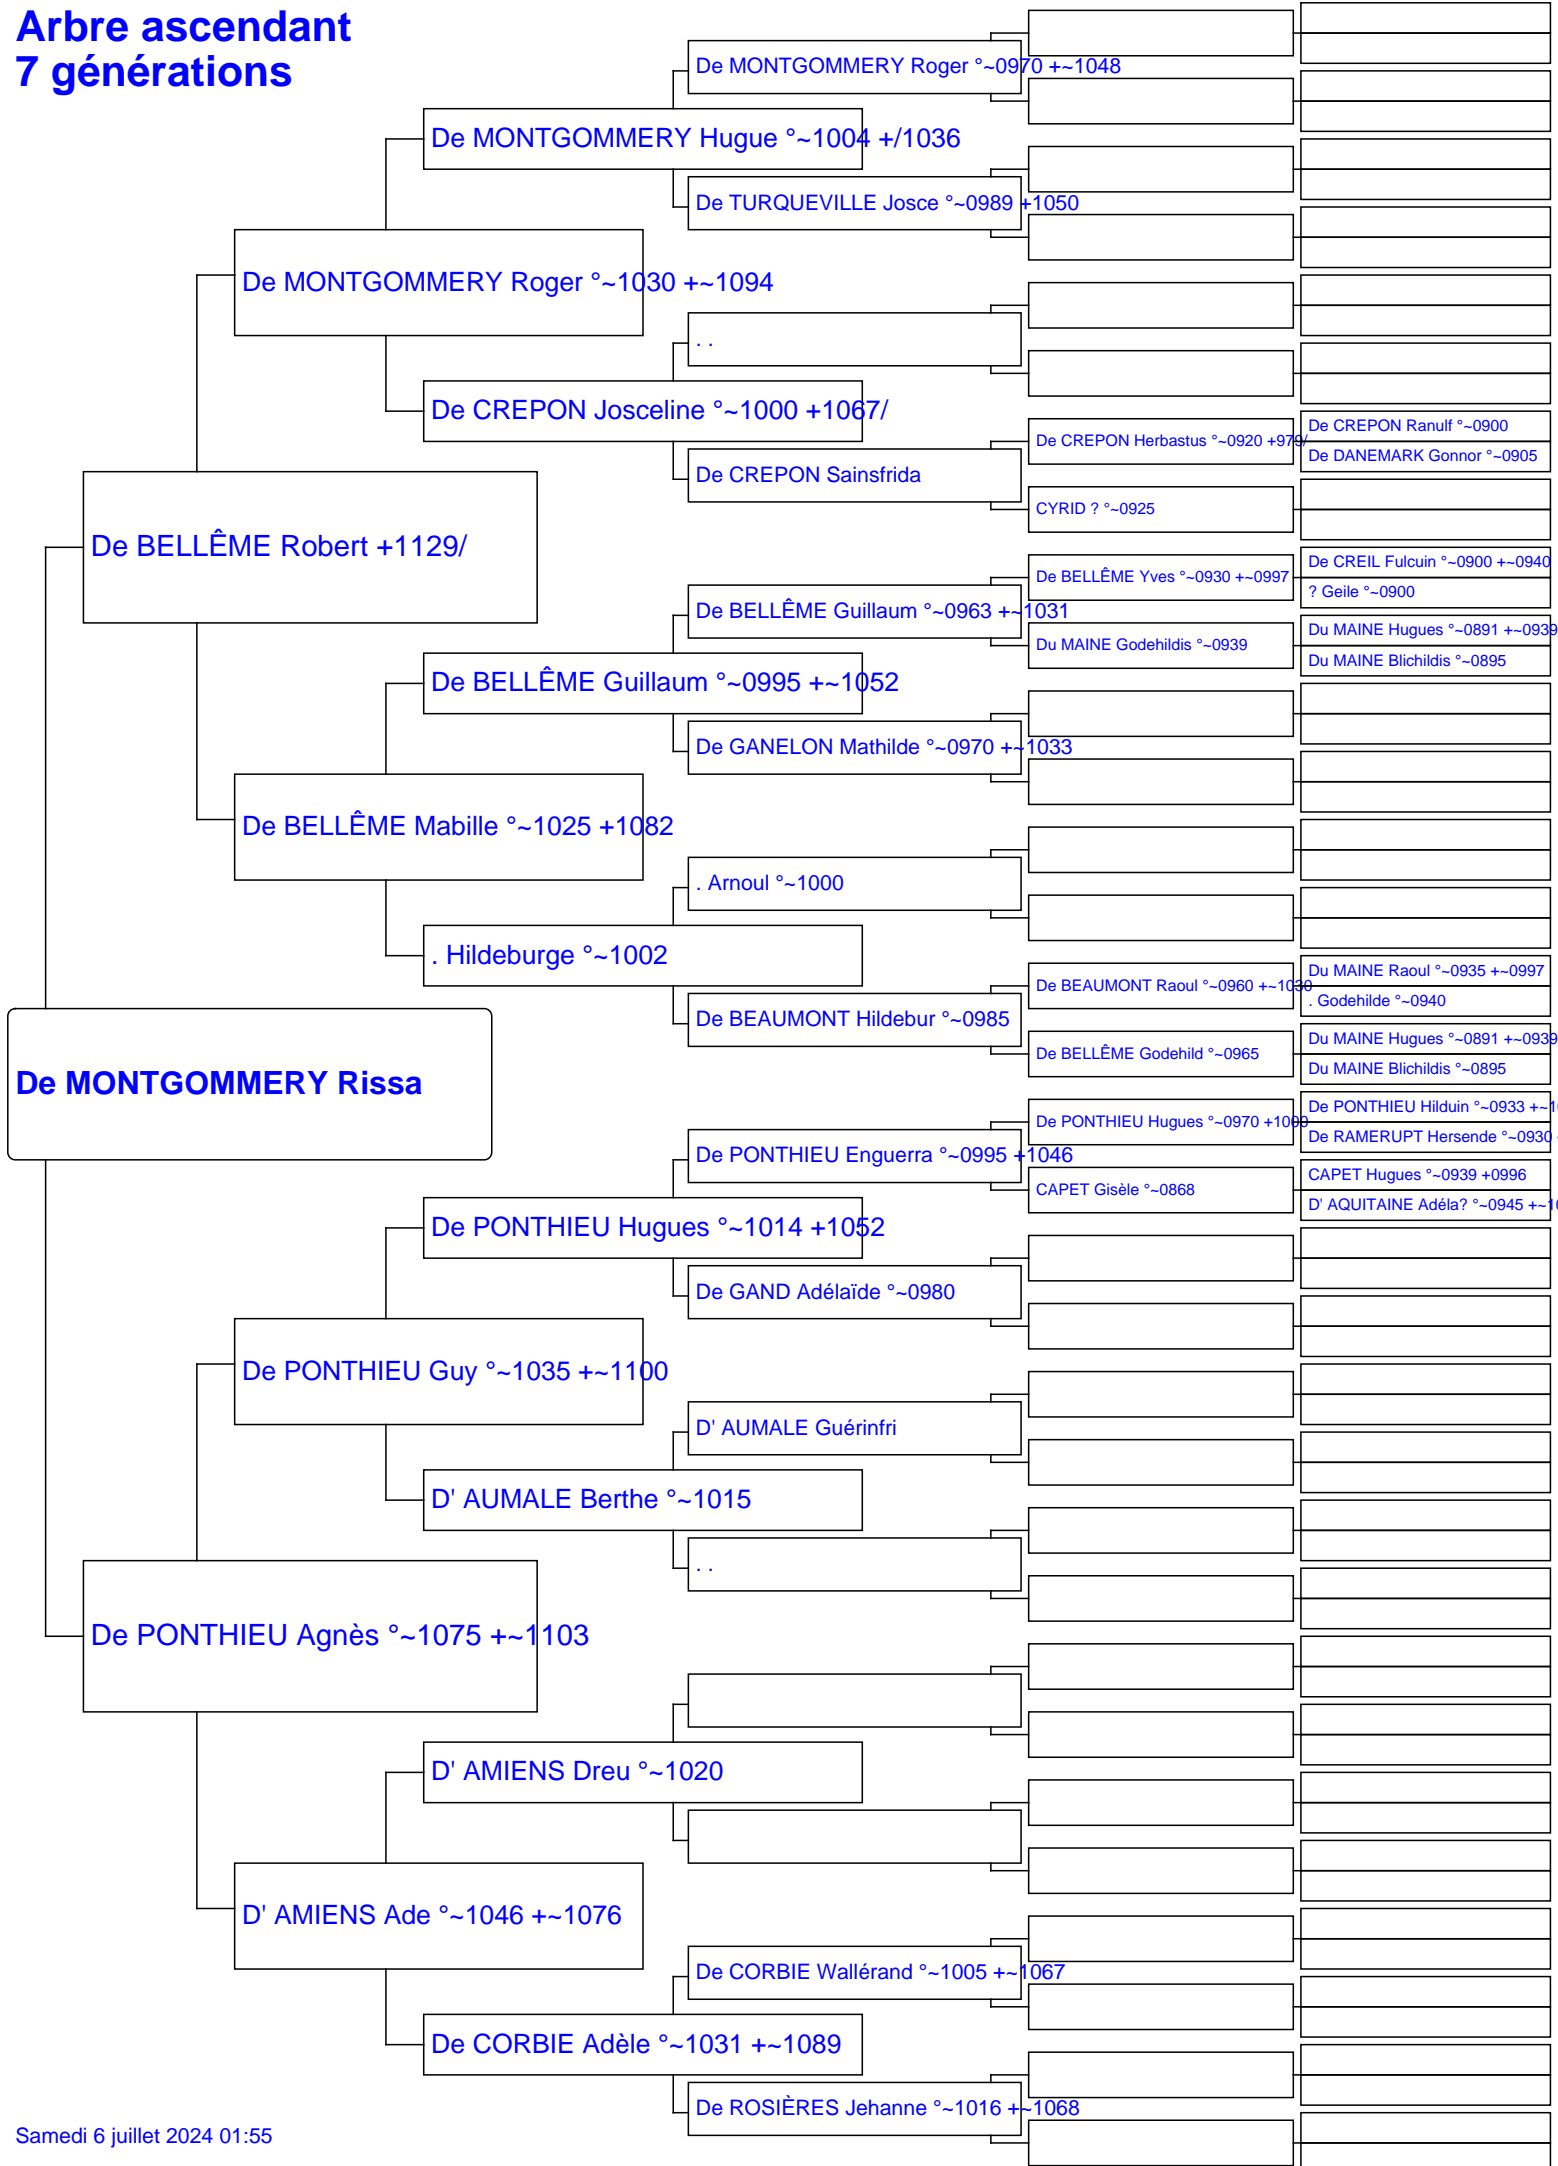 Arbre ascendant
7 générations
De MONTGOMMERY Roger °~0970 +~1048
De MONTGOMMERY Hugue °~1004 +/1036
De TURQUEVILLE Josce °~0989 +1050
De MONTGOMMERY Roger °~1030 +~1094
. .
De CREPON Josceline °~1000 +1067/
De CREPON Ranulf °~0900
De CREPON Herbastus °~0920 +979/
De DANEMARK Gonnor °~0905
De CREPON Sainsfrida
CYRID ? °~0925
De BELLÊME Robert +1129/
De CREIL Fulcuin °~0900 +~0940
De BELLÊME Yves °~0930 +~0997
? Geile °~0900
De BELLÊME Guillaum °~0963 +~1031
Du MAINE Hugues °~0891 +~0939
Du MAINE Godehildis °~0939
Du MAINE Blichildis °~0895
De BELLÊME Guillaum °~0995 +~1052
De GANELON Mathilde °~0970 +~1033
De BELLÊME Mabille °~1025 +1082
. Arnoul °~1000
. Hildeburge °~1002
Du MAINE Raoul °~0935 +~0997
De BEAUMONT Raoul °~0960 +~1030
. Godehilde °~0940
De BEAUMONT Hildebur °~0985
Du MAINE Hugues °~0891 +~0939
De BELLÊME Godehild °~0965
Du MAINE Blichildis °~0895
De MONTGOMMERY Rissa
De PONTHIEU Hilduin °~0933 +~1
De PONTHIEU Hugues °~0970 +1000
De RAMERUPT Hersende °~0930
De PONTHIEU Enguerra °~0995 +1046
CAPET Hugues °~0939 +0996
CAPET Gisèle °~0868
D' AQUITAINE Adéla? °~0945 +~1
De PONTHIEU Hugues °~1014 +1052
De GAND Adélaïde °~0980
De PONTHIEU Guy °~1035 +~1100
D' AUMALE Guérinfri
D' AUMALE Berthe °~1015
. .
De PONTHIEU Agnès °~1075 +~1103
D' AMIENS Dreu °~1020
D' AMIENS Ade °~1046 +~1076
De CORBIE Wallérand °~1005 +~1067
De CORBIE Adèle °~1031 +~1089
De ROSIÈRES Jehanne °~1016 +~1068
Samedi 6 juillet 2024 01:55